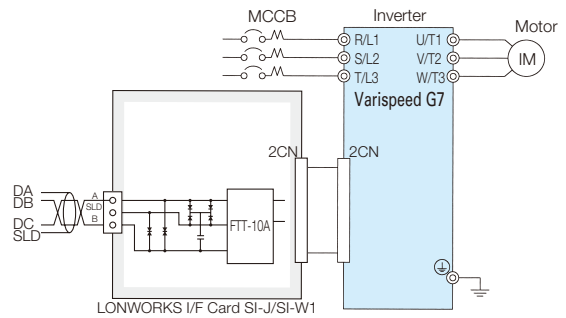 MCCB
Inverter
Motor
R/L1
U/T1
S/L2
V/T2
IM
T/L3
W/T3
Varispeed G7
2CN
2CN
DA
DB
DC
SLD
A
SLD
B
FTT-10A
LONWORKS I/F Card SI-J/SI-W1